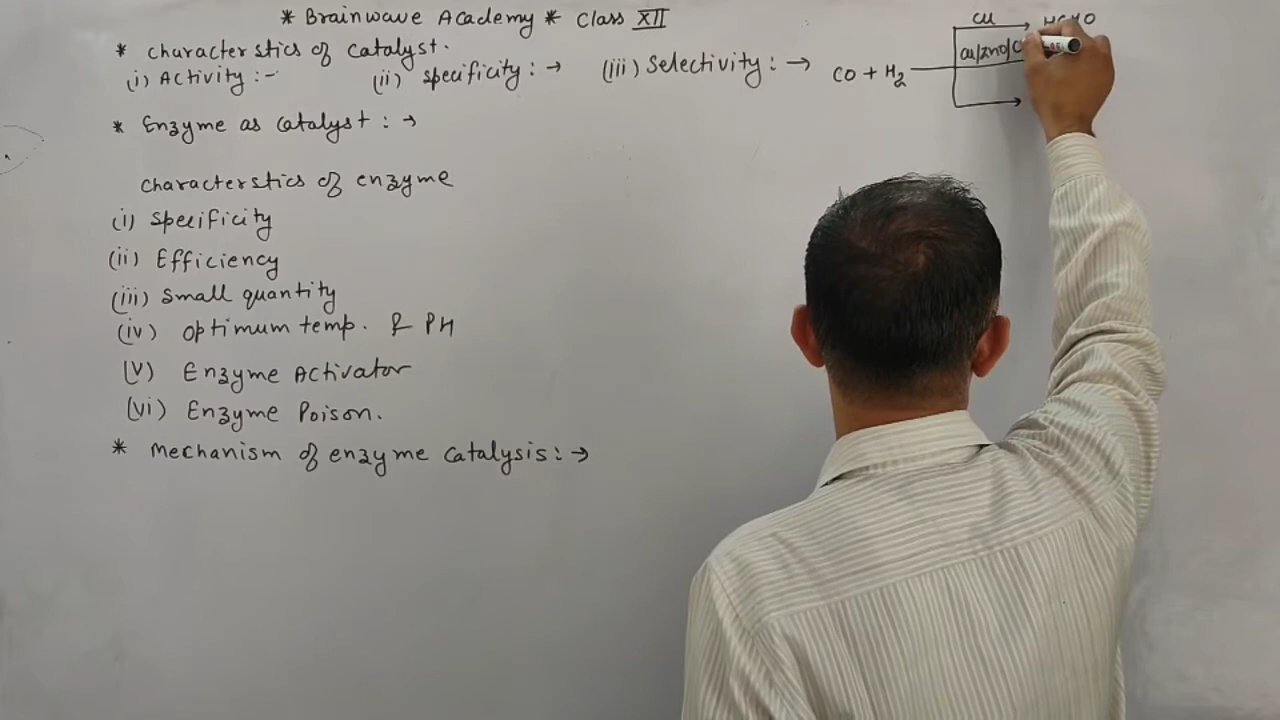 * Brainwave Academy * Class XII
* Characterstics of Catalyst.
(i) Activity :- (ii) Specificity : → (iii) Selectivity : → CO + H2
Cu HCHO
Cu/ZnO/C
* Enzyme as Catalyst : →
Characterstics of enzyme
(i) Specificity
(ii) Efficiency
(iii) Small quantity
(iv) Optimum temp. & PH
(v) Enzyme Activator
(vi) Enzyme Poison.
* Mechanism of enzyme Catalysis : →